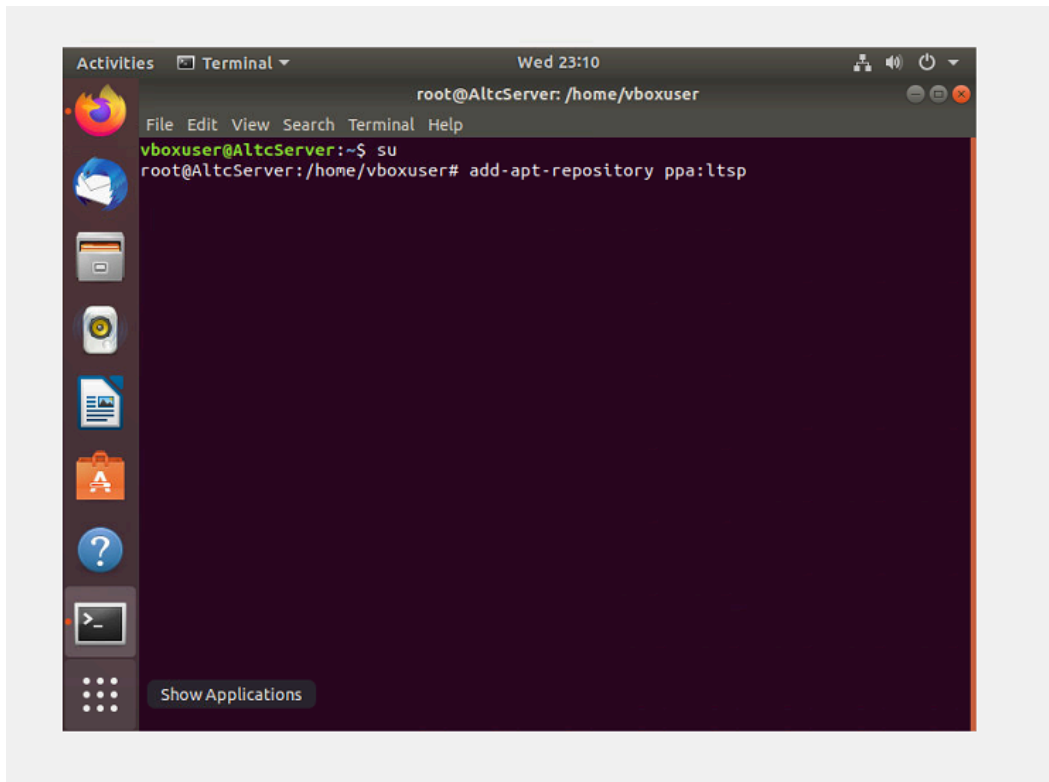 Activities Terminal Wed 23:10
root@AltcServer: /home/vboxuser
File Edit View Search Terminal Help
vboxuser@AltcServer:~$ su
root@AltcServer:/home/vboxuser# add-apt-repository ppa:ltsp
Show Applications